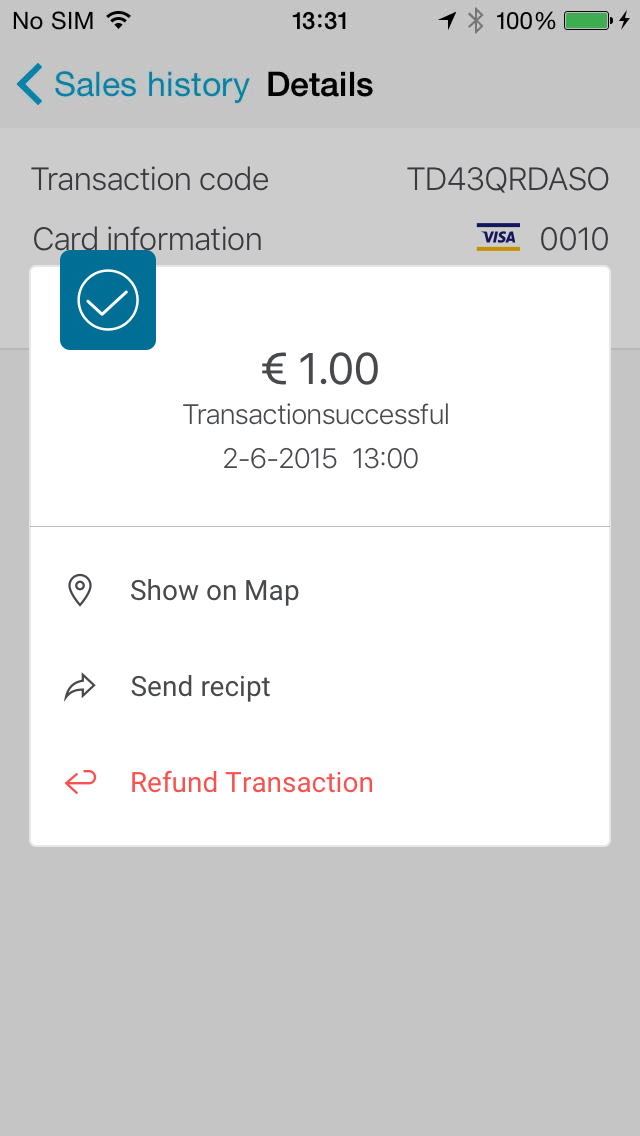 No SIM 13:31 100%
Sales history Details
Transaction code TD43QRDASO
Card information VISA 0010
€ 1.00
Transactionsuccessful
2-6-2015 13:00
Show on Map
Send recipt
Refund Transaction